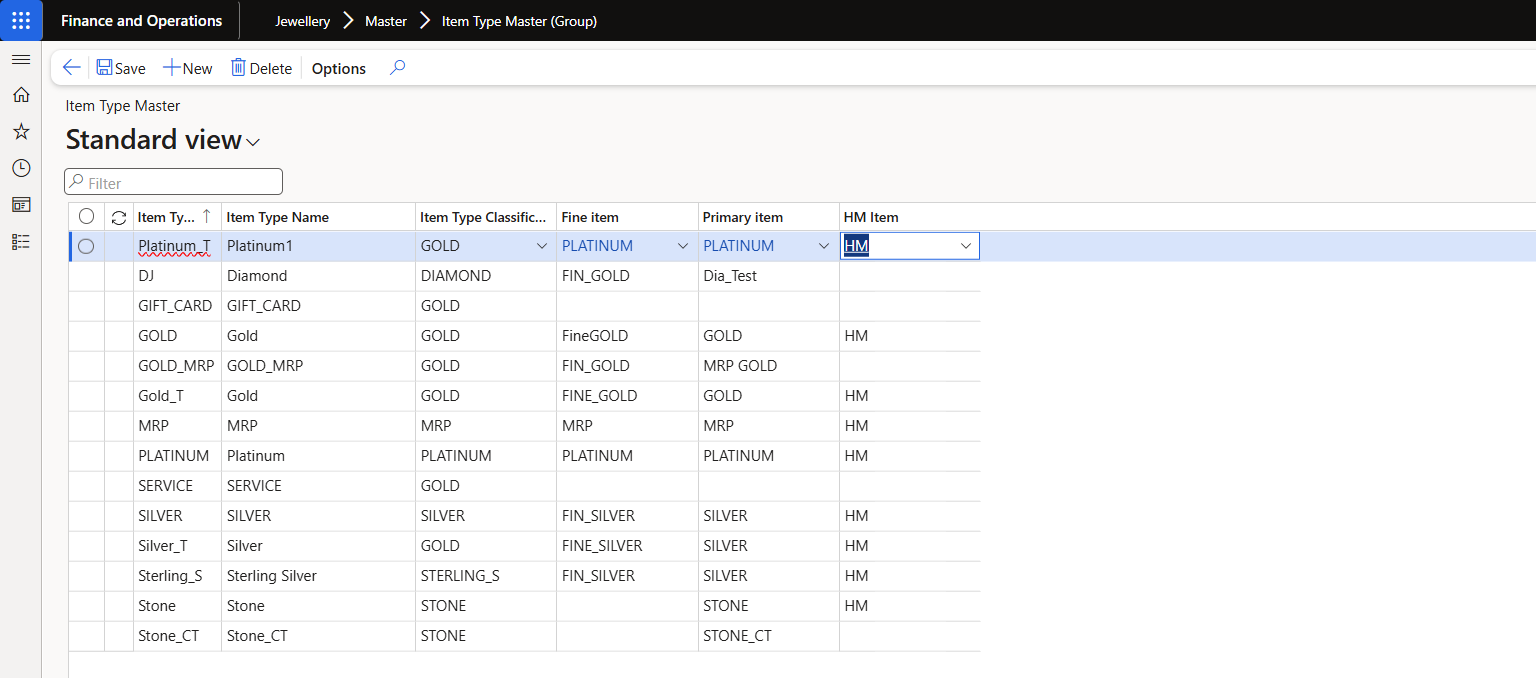 Finance and Operations Jewellery Master Item Type Master (Group)
Save New Delete Options
Item Type Master
Standard view
Filter
Item Ty... Item Type Name Item Type Classific... Fine item Primary item HM Item
Platinum_T Platinum1 GOLD PLATINUM PLATINUM HM
DJ Diamond DIAMOND FIN_GOLD Dia_Test
GIFT_CARD GIFT_CARD GOLD
GOLD Gold GOLD FineGOLD GOLD HM
GOLD_MRP GOLD_MRP GOLD FIN_GOLD MRP GOLD
Gold_T Gold GOLD FINE_GOLD GOLD HM
MRP MRP MRP MRP MRP HM
PLATINUM Platinum PLATINUM PLATINUM PLATINUM HM
SERVICE SERVICE GOLD
SILVER SILVER SILVER FIN_SILVER SILVER HM
Silver_T Silver GOLD FINE_SILVER SILVER HM
Sterling_S Sterling Silver STERLING_S FIN_SILVER SILVER HM
Stone Stone STONE STONE HM
Stone_CT Stone_CT STONE STONE_CT